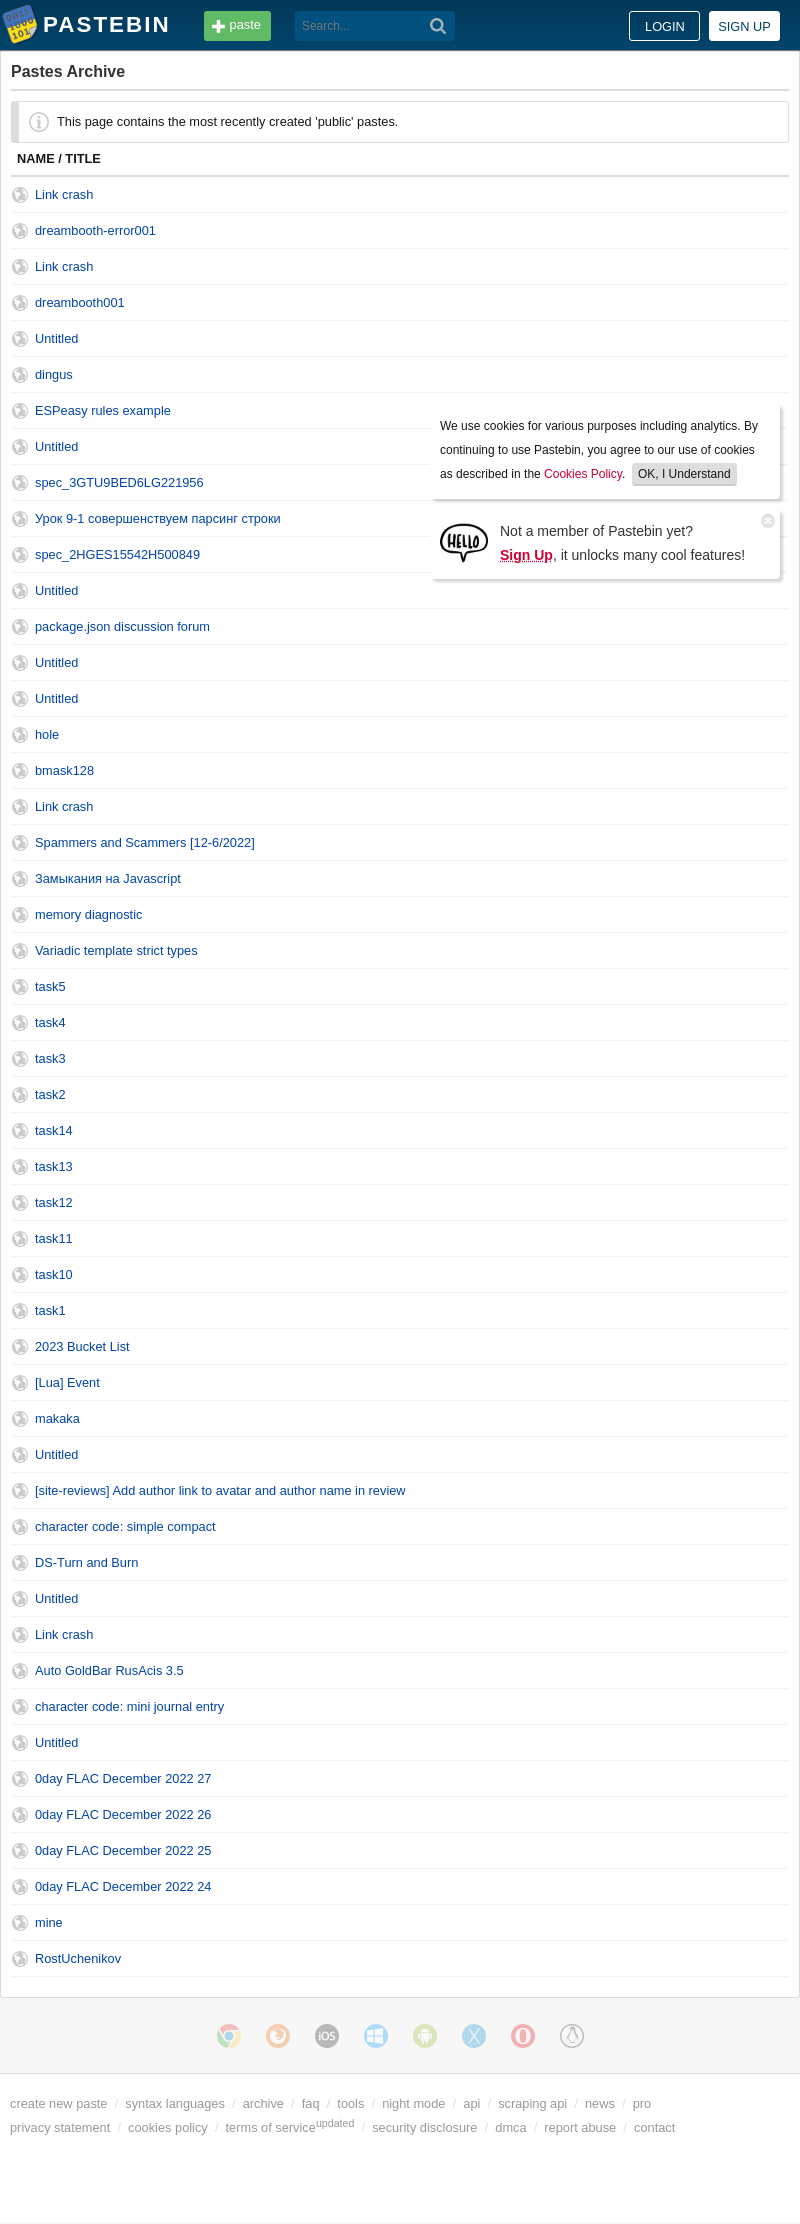 PASTEBIN
paste
Search...
LOGIN
SIGN UP
Pastes Archive
This page contains the most recently created 'public' pastes.
NAME / TITLE
Link crash
dreambooth-error001
Link crash
dreambooth001
Untitled
dingus
ESPeasy rules example
Untitled
spec_3GTU9BED6LG221956
Урок 9-1 совершенствуем парсинг строки
spec_2HGES15542H500849
We use cookies for various purposes including analytics. By
continuing to use Pastebin, you agree to our use of cookies
as described in the Cookies Policy. OK, I Understand
HELLO
Not a member of Pastebin yet?
Sign Up, it unlocks many cool features!
Untitled
package.json discussion forum
Untitled
Untitled
hole
bmask128
Link crash
Spammers and Scammers [12-6/2022]
Замыкания на Javascript
memory diagnostic
Variadic template strict types
task5
task4
task3
task2
task14
task13
task12
task11
task10
task1
2023 Bucket List
[Lua] Event
makaka
Untitled
[site-reviews] Add author link to avatar and author name in review
character code: simple compact
DS-Turn and Burn
Untitled
Link crash
Auto GoldBar RusAcis 3.5
character code: mini journal entry
Untitled
0day FLAC December 2022 27
0day FLAC December 2022 26
0day FLAC December 2022 25
0day FLAC December 2022 24
mine
RostUchenikov
iOS
create new paste / syntax languages / archive / faq / tools / night mode / api / scraping api / news / pro
privacy statement / cookies policy / terms of service updated / security disclosure / dmca / report abuse / contact